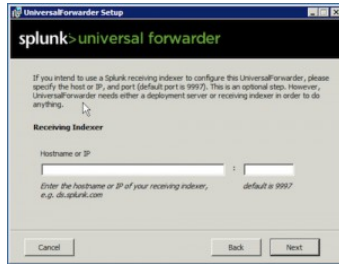 UniversalForwarder Setup
splunk>universal forwarder
If you intend to use a Splunk receiving indexer to configure this UniversalForwarder, please
specify the host or IP, and port (default port is 9997). This is an optional step. However,
UniversalForwarder needs either a deployment server or receiving indexer in order to do
anything.
Receiving Indexer
Hostname or IP
:
Enter the hostname or IP of your receiving indexer, default is 9997
e.g. ds.splunk.com
Cancel Back Next